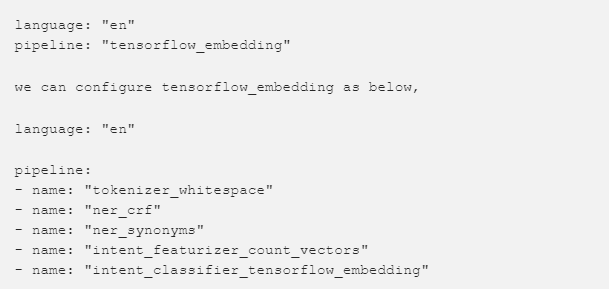 language: "en"
pipeline: "tensorflow_embedding"
we can configure tensorflow_embedding as below,
language: "en"
pipeline:
- name: "tokenizer_whitespace"
- name: "ner_crf"
- name: "ner_synonyms"
- name: "intent_featurizer_count_vectors"
- name: "intent_classifier_tensorflow_embedding"